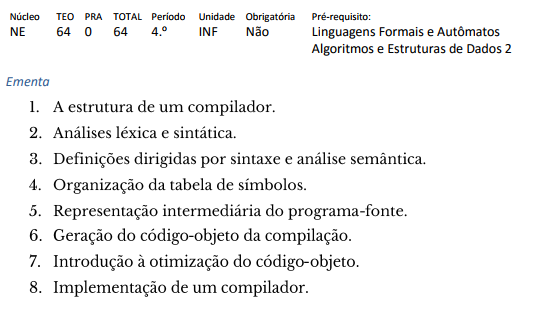 Núcleo TEO PRA TOTAL Período Unidade Obrigatória Pré-requisito:
NE 64 0 64 4.º INF Não Linguagens Formais e Autômatos
Algoritmos e Estruturas de Dados 2
Ementa
1. A estrutura de um compilador.
2. Análises léxica e sintática.
3. Definições dirigidas por sintaxe e análise semântica.
4. Organização da tabela de símbolos.
5. Representação intermediária do programa-fonte.
6. Geração do código-objeto da compilação.
7. Introdução à otimização do código-objeto.
8. Implementação de um compilador.